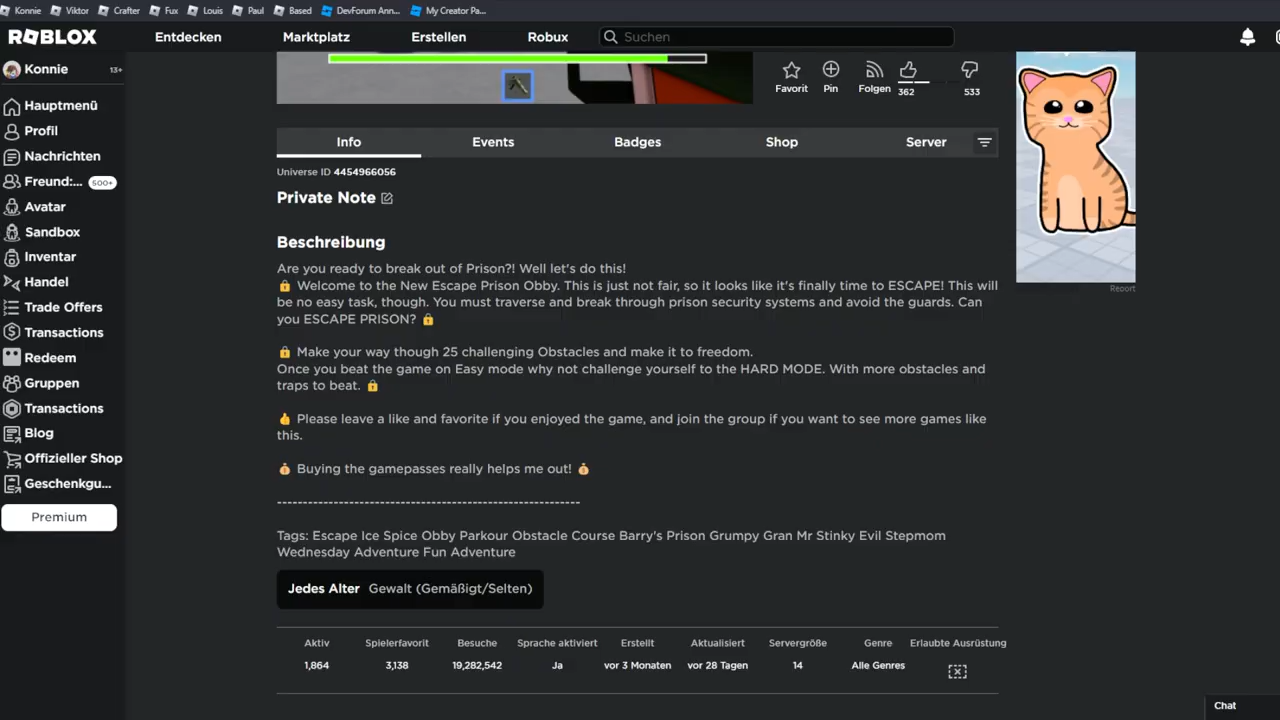 Konnie Viktor Crafter Fux Louis Paul Based DevForum Ann... My Creator Pa...
ROBLOX Entdecken Marktplatz Erstellen Robux Suchen
Konnie 13+
Hauptmenü
Profil
Nachrichten
Freund:... 500+
Avatar
Sandbox
Inventar
Handel
Trade Offers
Transactions
Redeem
Gruppen
Transactions
Blog
Offizieller Shop
Geschenkgu...
Premium
Favorit Pin Folgen 362 533
Info Events Badges Shop Server
Universe ID 4454966056
Private Note
Beschreibung
Are you ready to break out of Prison?! Well let's do this!
🔒 Welcome to the New Escape Prison Obby. This is just not fair, so it looks like it's finally time to ESCAPE! This will
be no easy task, though. You must traverse and break through prison security systems and avoid the guards. Can
you ESCAPE PRISON? 🔒
🔒 Make your way though 25 challenging Obstacles and make it to freedom.
Once you beat the game on Easy mode why not challenge yourself to the HARD MODE. With more obstacles and
traps to beat. 🔒
👍 Please leave a like and favorite if you enjoyed the game, and join the group if you want to see more games like
this.
💰 Buying the gamepasses really helps me out! 💰
----------------------------------------------------------
Tags: Escape Ice Spice Obby Parkour Obstacle Course Barry's Prison Grumpy Gran Mr Stinky Evil Stepmom
Wednesday Adventure Fun Adventure
Jedes Alter Gewalt (Gemäßigt/Selten)
Aktiv Spielerfavorit Besuche Sprache aktiviert Erstellt Aktualisiert Servergröße Genre Erlaubte Ausrüstung
1,864 3,138 19,282,542 Ja vor 3 Monaten vor 28 Tagen 14 Alle Genres
Report
Chat